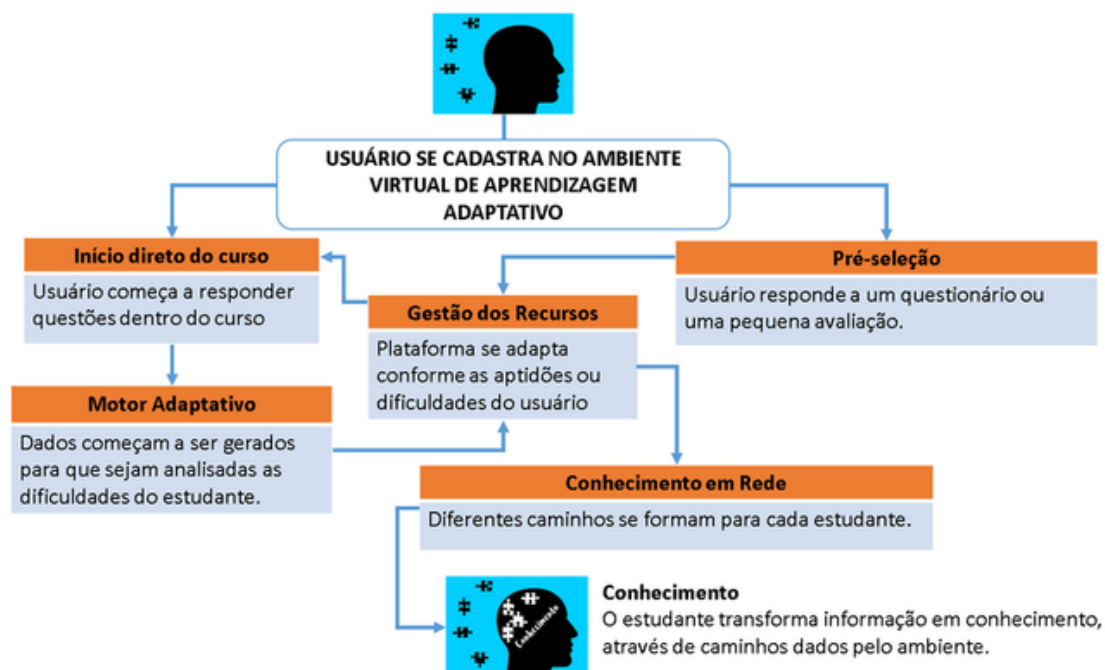 USUÁRIO SE CADASTRA NO AMBIENTE
VIRTUAL DE APRENDIZAGEM
ADAPTATIVO
Início direto do curso
Usuário começa a responder
questões dentro do curso
Pré-seleção
Usuário responde a um questionário ou
uma pequena avaliação.
Gestão dos Recursos
Plataforma se adapta
conforme as aptidões ou
dificuldades do usuário
Motor Adaptativo
Dados começam a ser gerados
para que sejam analisadas as
dificuldades do estudante.
Conhecimento em Rede
Diferentes caminhos se formam para cada estudante.
Conhecimento
Conhecimento
O estudante transforma informação em conhecimento,
através de caminhos dados pelo ambiente.